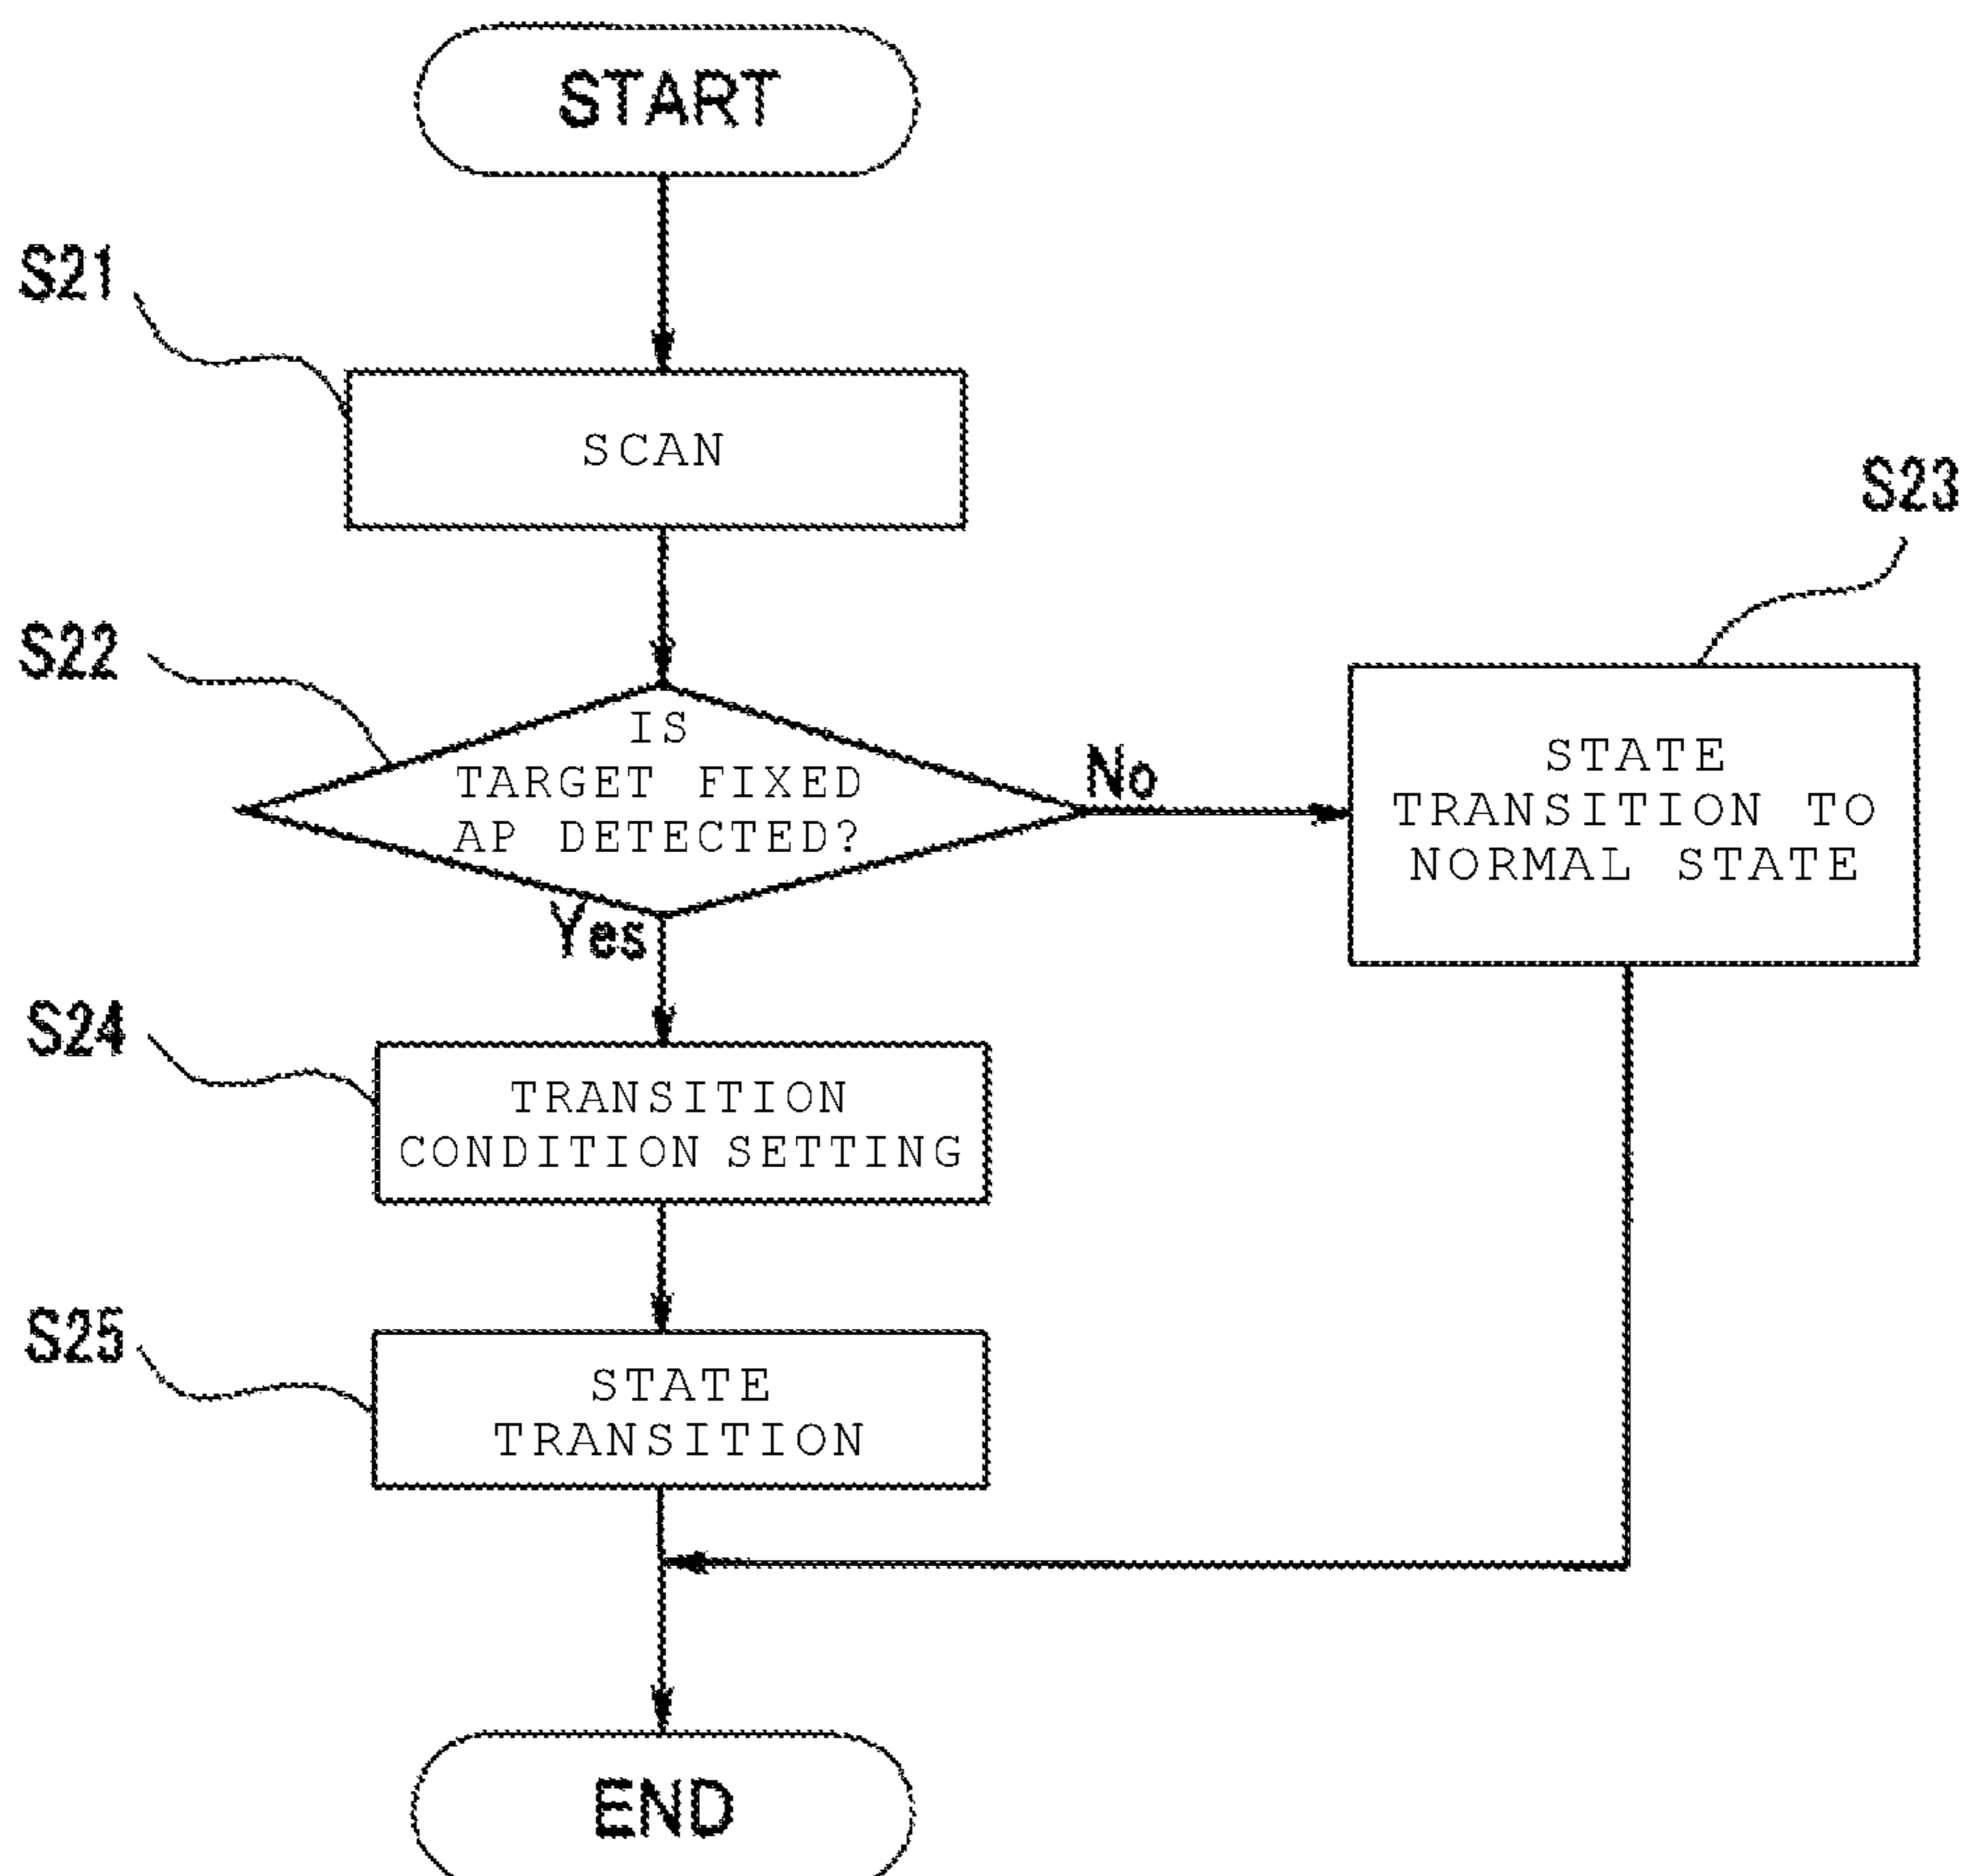 START
S21
SCAN
S22
IS
TARGET FIXED
AP DETECTED?
No
S23
STATE
TRANSITION TO
NORMAL STATE
Yes
S24
TRANSITION
CONDITION SETTING
S25
STATE
TRANSITION
END